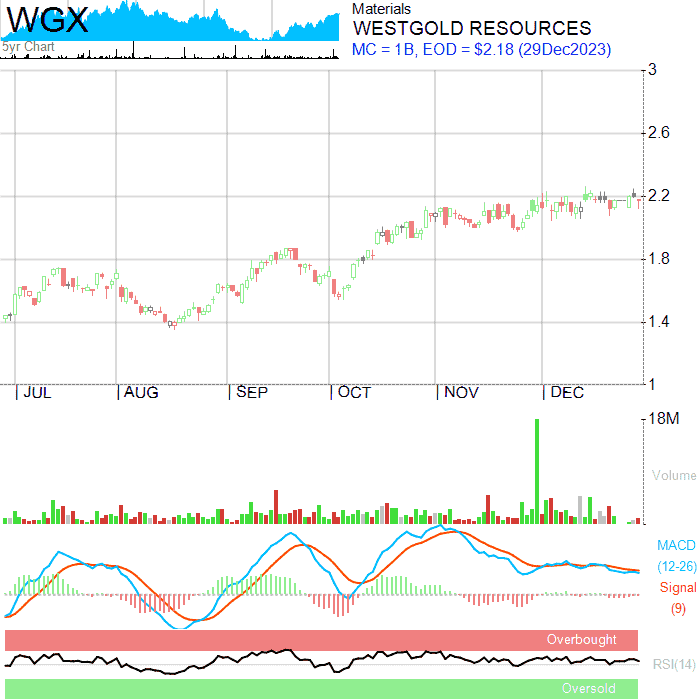 WGX
5yr Chart
Materials
WESTGOLD RESOURCES
MC = 1B, EOD = $2.18 (29Dec2023)
3
2.6
2.2
1.8
1.4
1
JUL
AUG
SEP
OCT
NOV
DEC
18M
Volume
MACD
(12-26)
Signal
(9)
Overbought
RSI(14)
Oversold